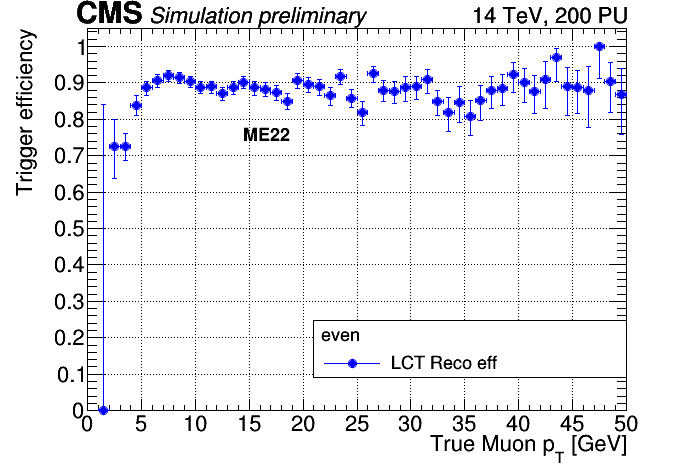 CMS Simulation preliminary 14 TeV, 200 PU
Trigger efficiency
1
0.9
0.8
0.7
0.6
0.5
0.4
0.3
0.2
0.1
0
ME22
even
LCT Reco eff
0 5 10 15 20 25 30 35 40 45 50
True Muon p_T [GeV]